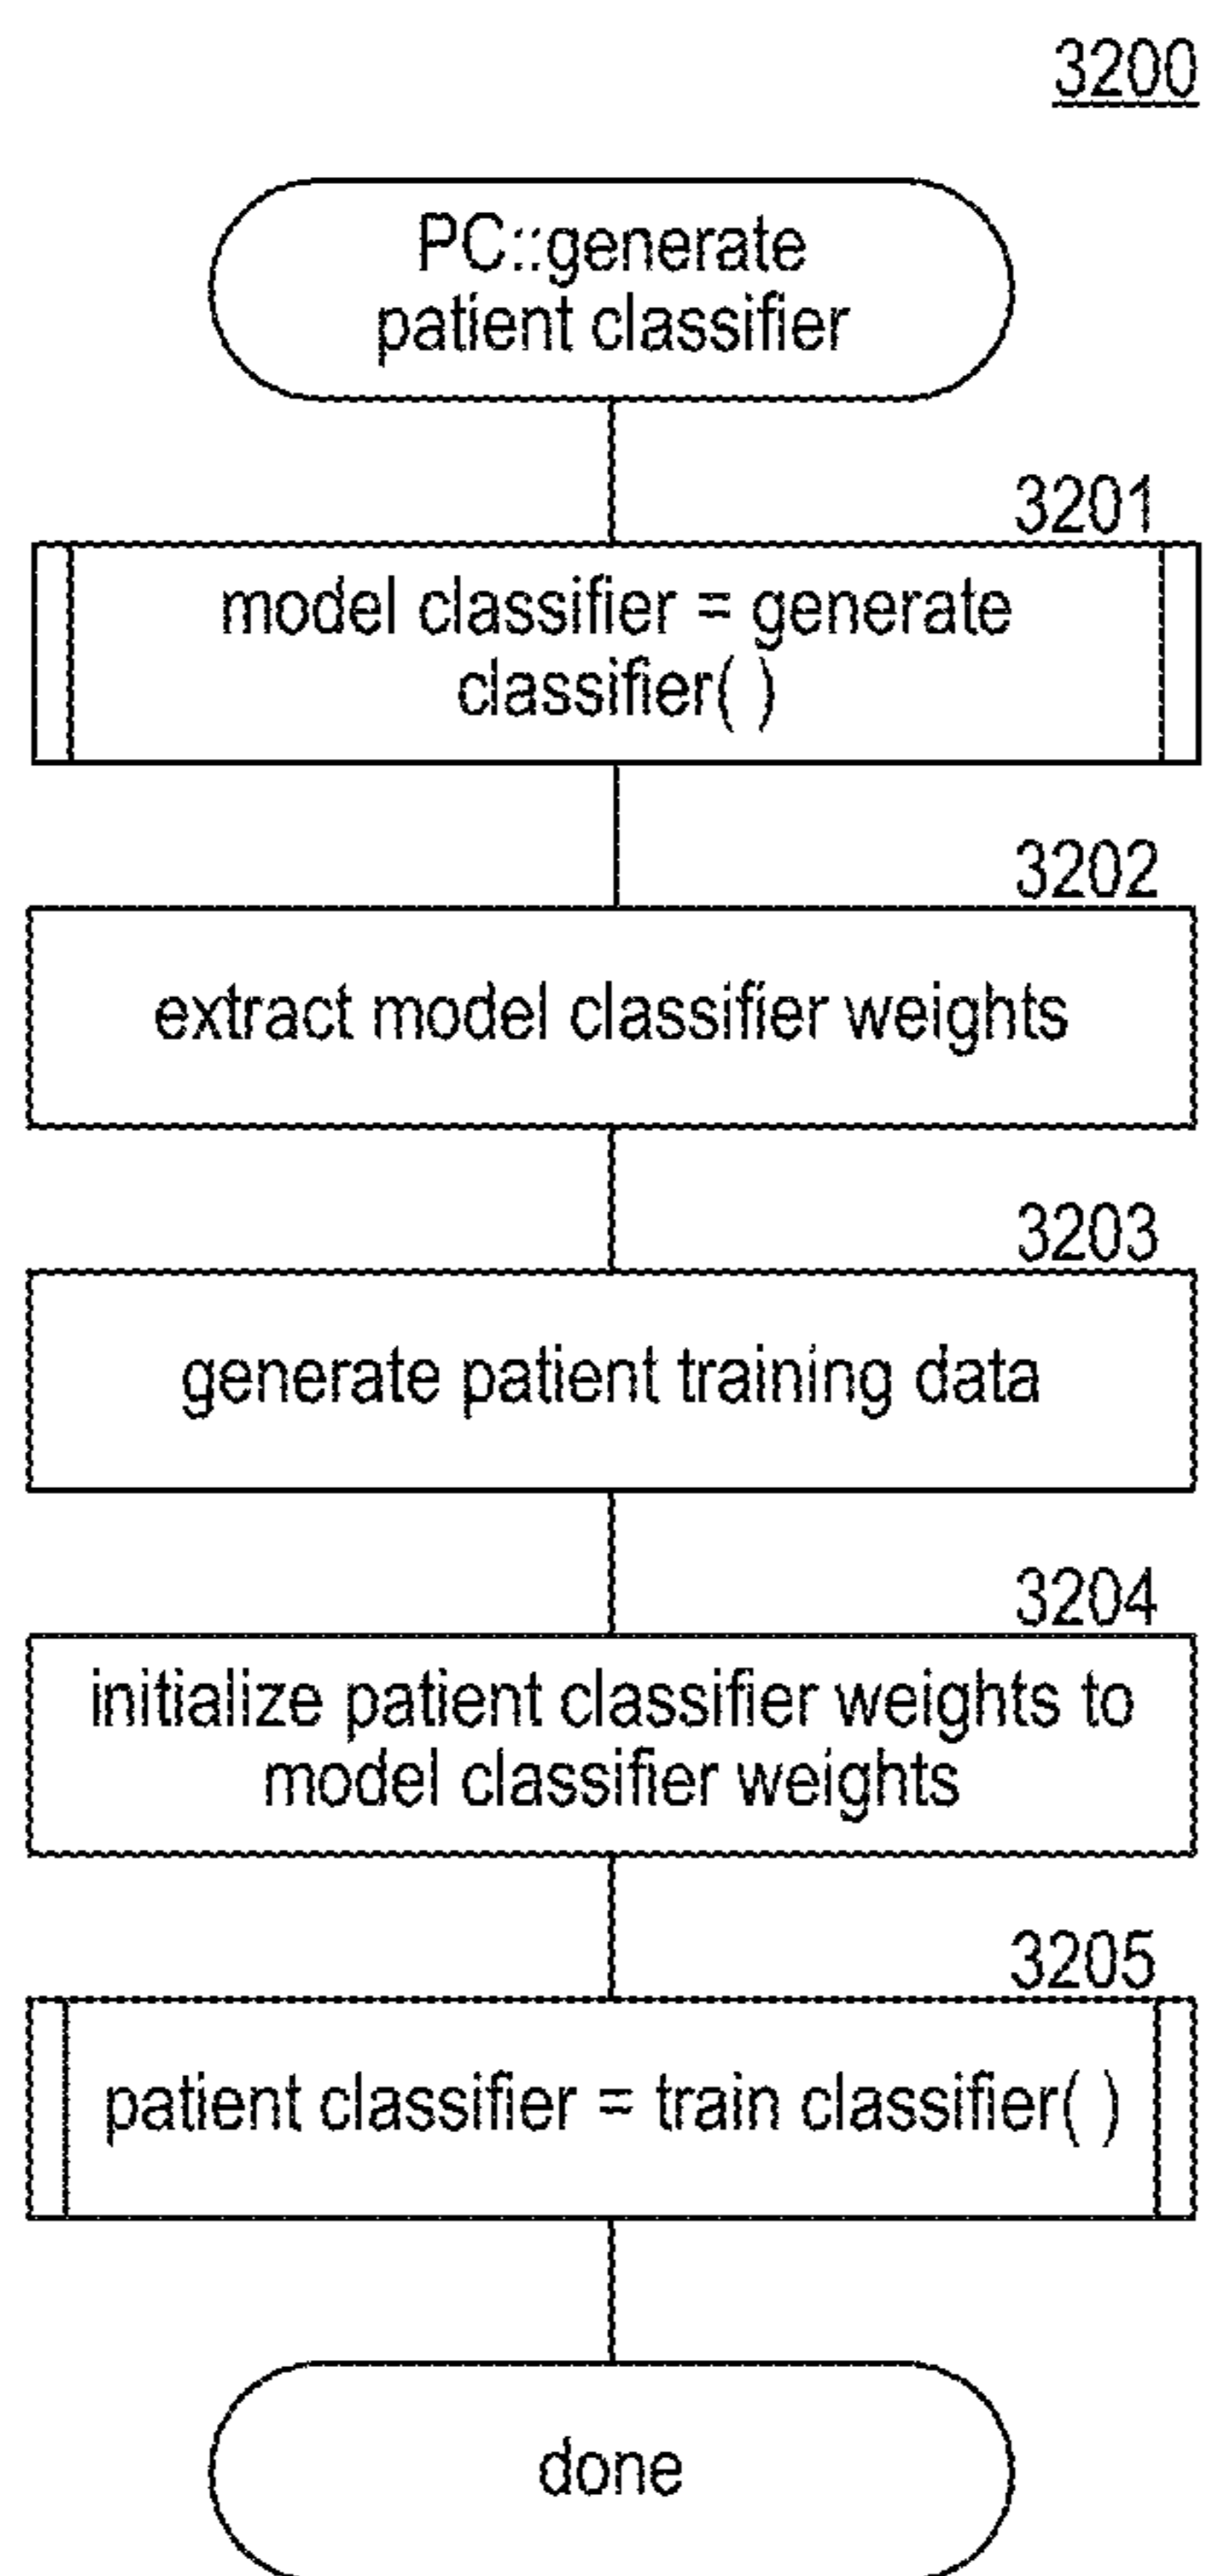 3200
PC::generate
patient classifier
3201
model classifier = generate
classifier( )
3202
extract model classifier weights
3203
generate patient training data
3204
initialize patient classifier weights to
model classifier weights
3205
patient classifier = train classifier( )
done